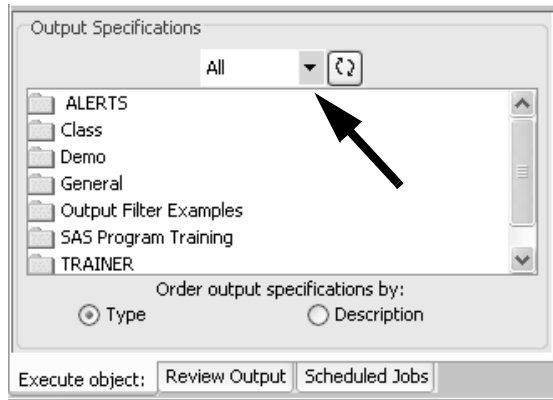 Output Specifications
All
ALERTS
Class
Demo
General
Output Filter Examples
SAS Program Training
TRAINER
Order output specifications by:
Type Description
Execute object: Review Output Scheduled Jobs